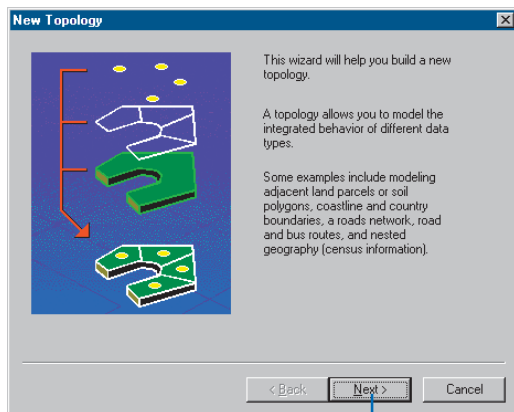 New Topology
This wizard will help you build a new
topology.
A topology allows you to model the
integrated behavior of different data
types.
Some examples include modeling
adjacent land parcels or soil
polygons, coastline and country
boundaries, a roads network, road
and bus routes, and nested
geography (census information).
< Back
Next >
Cancel